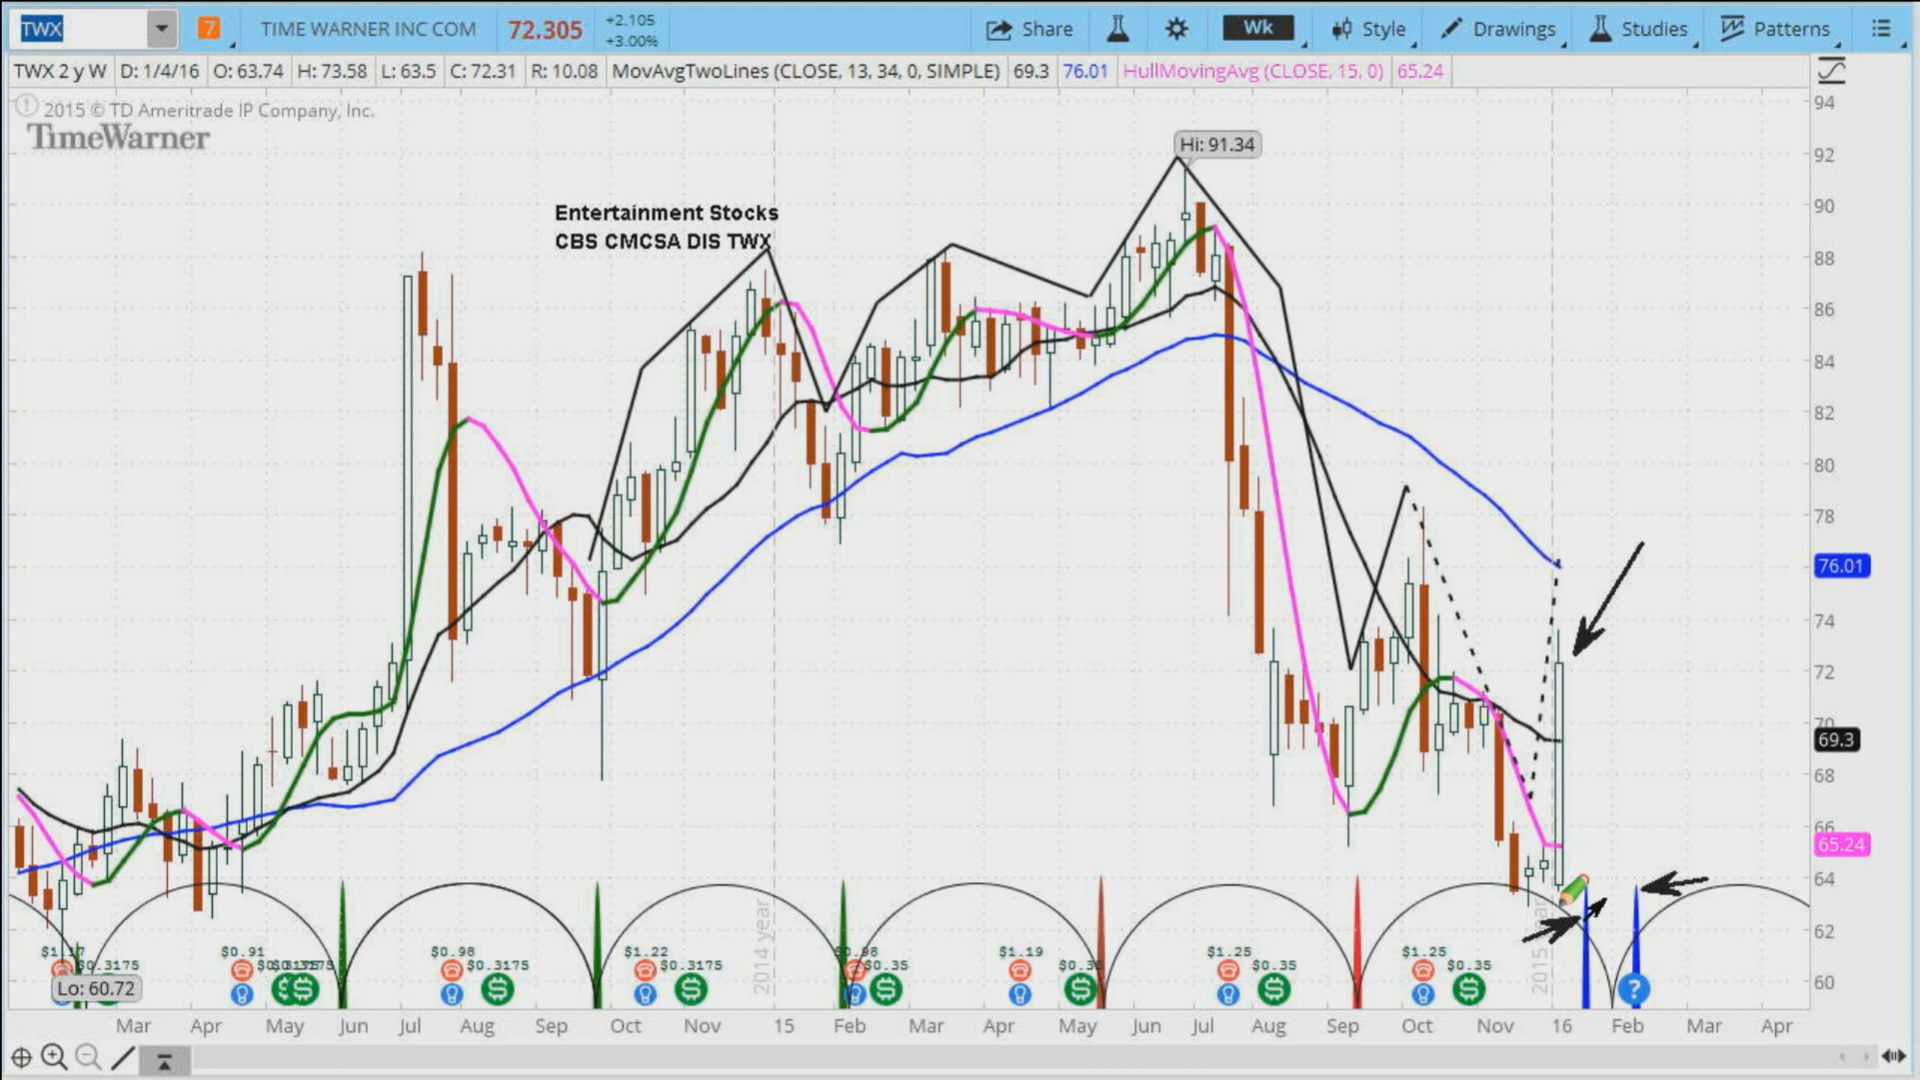 TWX
7
TIME WARNER INC COM
72.305
+2.105
+3.00%
Share
Wk
Style
Drawings
Studies
Patterns
TWX 2 y W
D: 1/4/16
O: 63.74
H: 73.58
L: 63.5
C: 72.31
R: 10.08
MovAvgTwoLines (CLOSE, 13, 34, 0, SIMPLE)
69.3
76.01
HullMovingAvg (CLOSE, 15, 0)
65.24
2015 © TD Ameritrade IP Company, Inc.
TimeWarner
Entertainment Stocks
CBS CMCSA DIS TWX
Hi: 91.34
94
92
90
88
86
84
82
80
78
76.01
74
72
70
69.3
68
66
65.24
64
62
60
2014 year
2015 year
$0.3175
$0.91
$0.98
$0.3175
$1.22
$0.3175
$0.98
$0.35
$1.19
$1.25
$0.35
$1.25
$0.35
Lo: 60.72
?
Mar
Apr
May
Jun
Jul
Aug
Sep
Oct
Nov
15
Feb
Mar
Apr
May
Jun
Jul
Aug
Sep
Oct
Nov
16
Feb
Mar
Apr